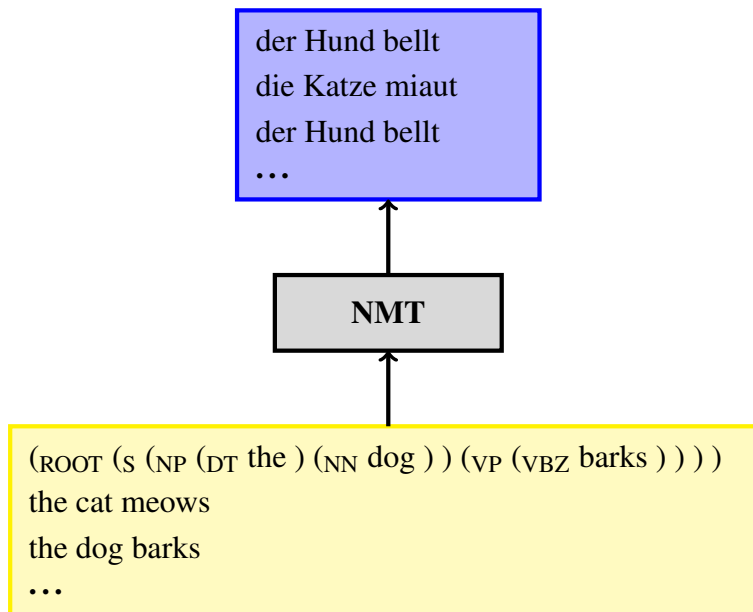 der Hund bellt
die Katze miaut
der Hund bellt
...
NMT
(ROOT (S (NP (DT the ) (NN dog ) ) (VP (VBZ barks ) ) ) )
the cat meows
the dog barks
...